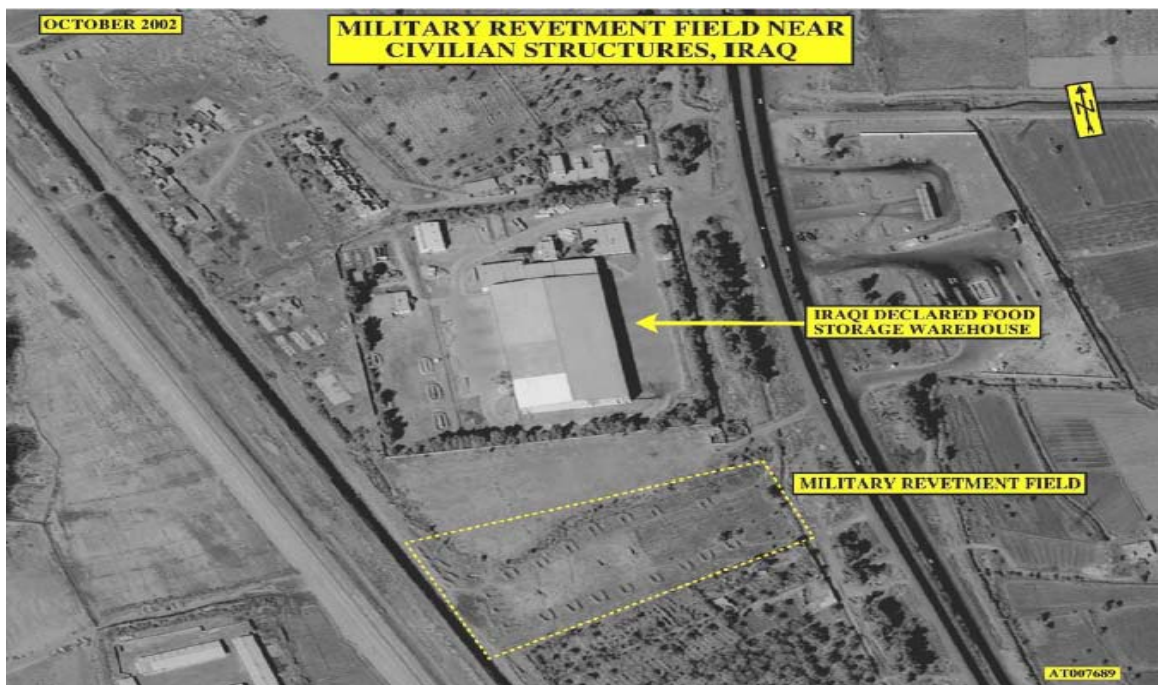 OCTOBER 2002
MILITARY REVETMENT FIELD NEAR
CIVILIAN STRUCTURES, IRAQ
N
IRAQI DECLARED FOOD
STORAGE WAREHOUSE
MILITARY REVETMENT FIELD
AT007689